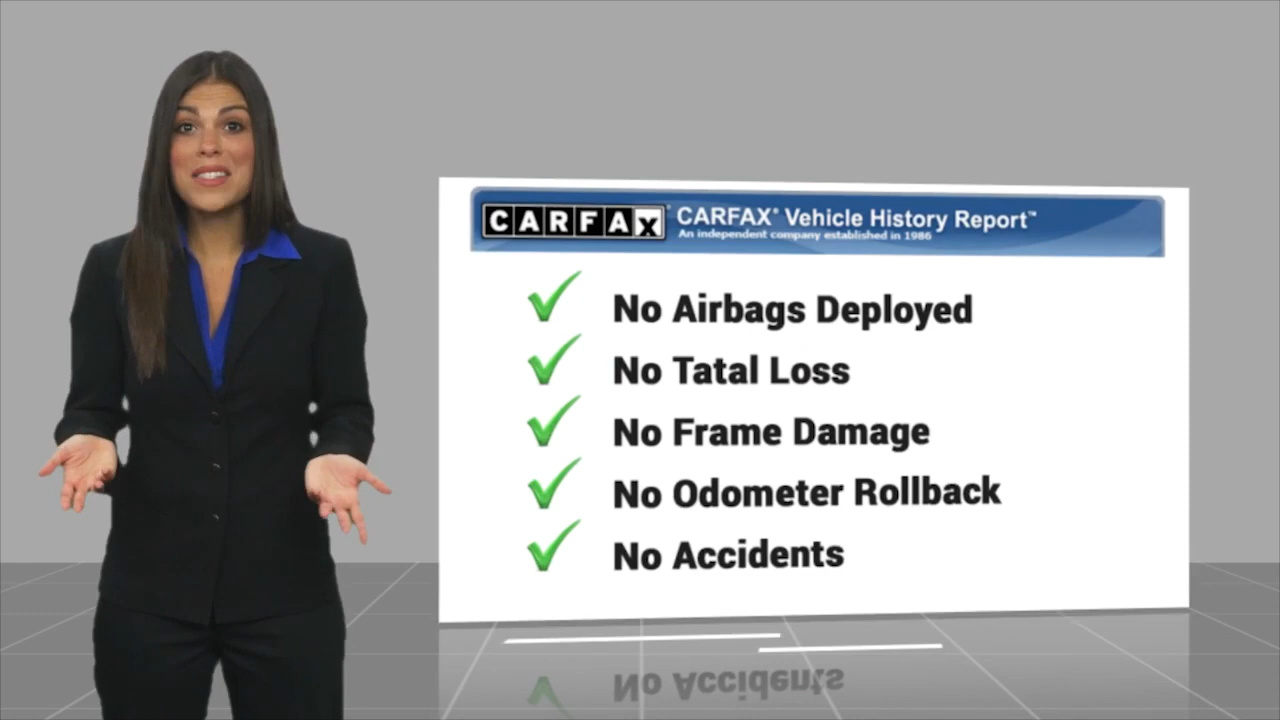 CARFAX CARFAX® Vehicle History Report™
An independent company established in 1986
No Airbags Deployed
No Tatal Loss
No Frame Damage
No Odometer Rollback
No Accidents
No Accidents